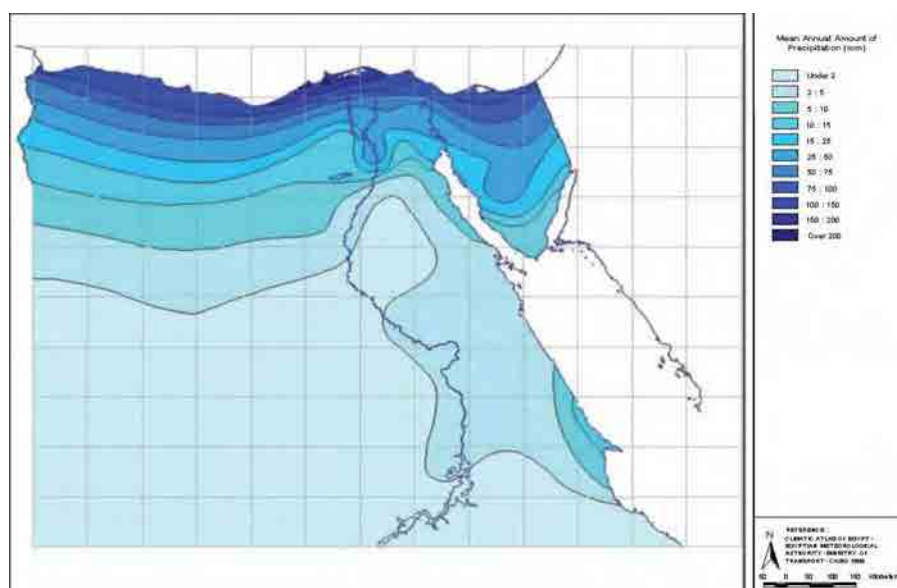 Mean Annual Amount of
Precipitation (mm)
Under 2
2 : 5
5 : 10
10 : 15
15 : 25
25 : 50
50 : 75
75 : 100
100 : 150
150 : 200
Over 200
N
REFERENCE :
CLIMATIC ATLAS OF EGYPT -
EGYPTIAN METEOROLOGICAL
AUTHORITY - MINISTRY OF
TRANSPORT - CAIRO
50 0 50 100 150 Kilometers